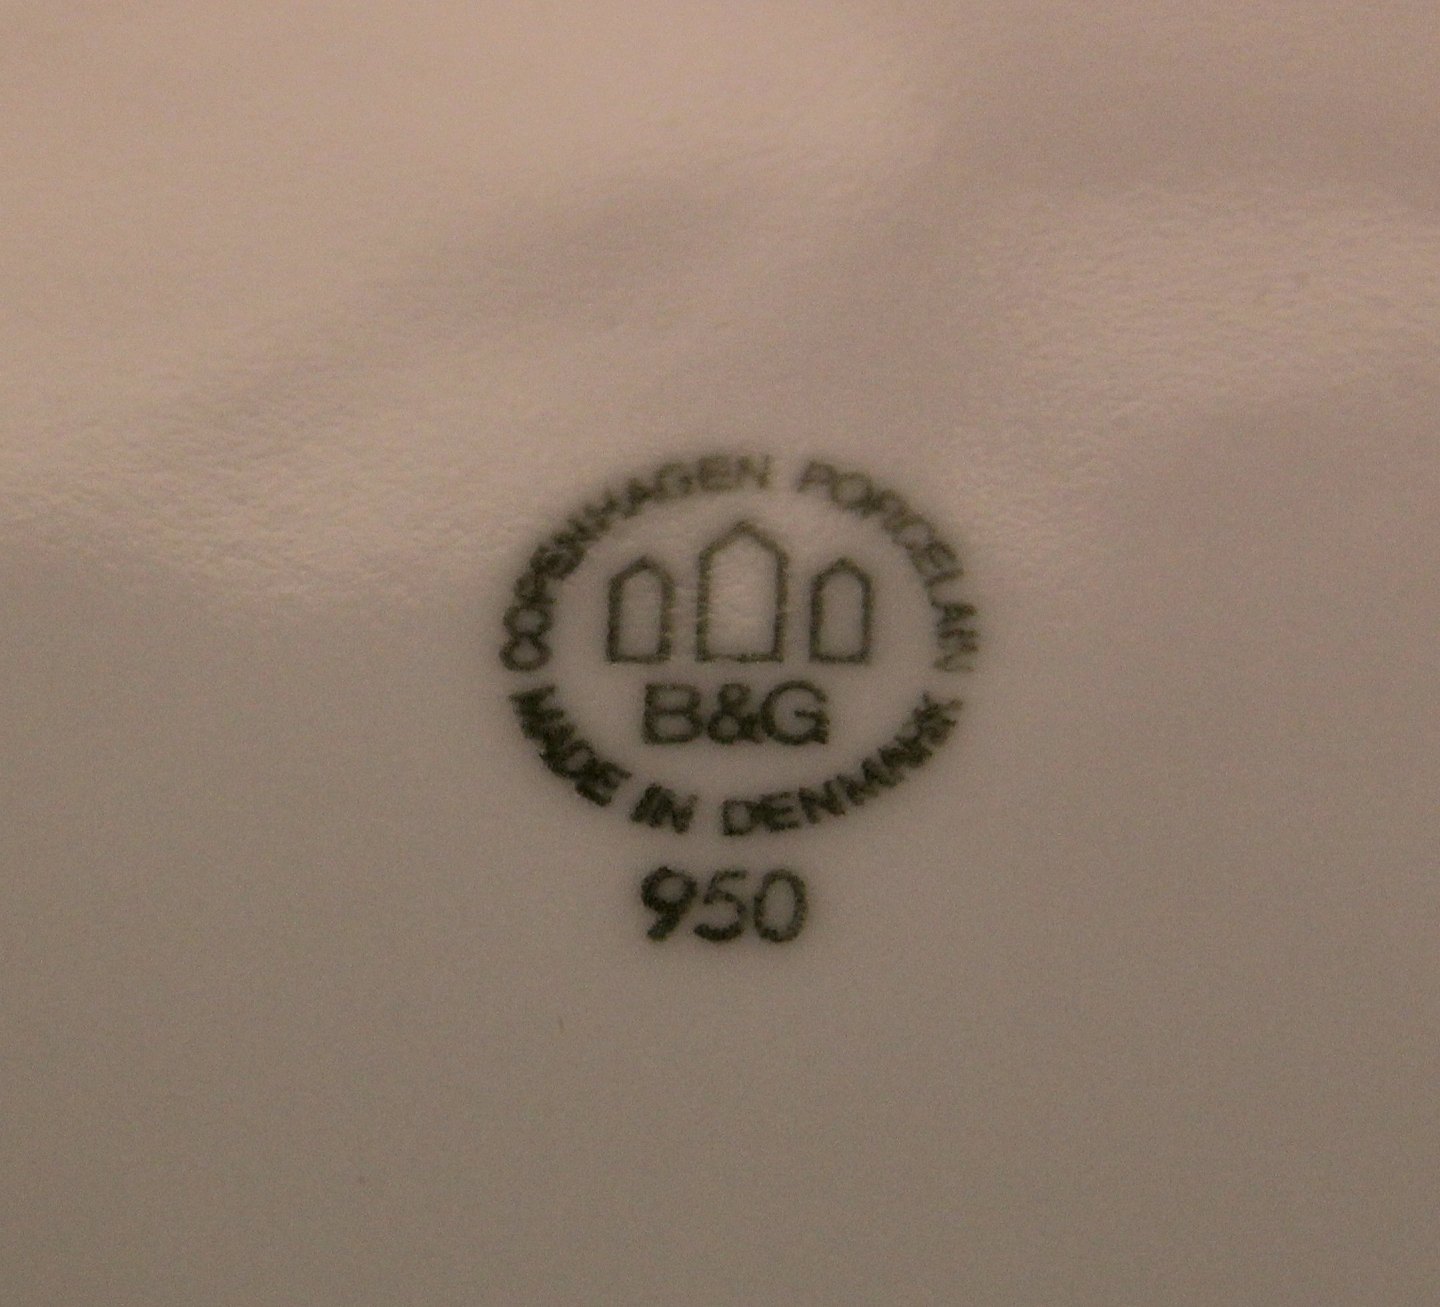 COPENHAGEN PORCELAIN
B&G
MADE IN DENMARK
950